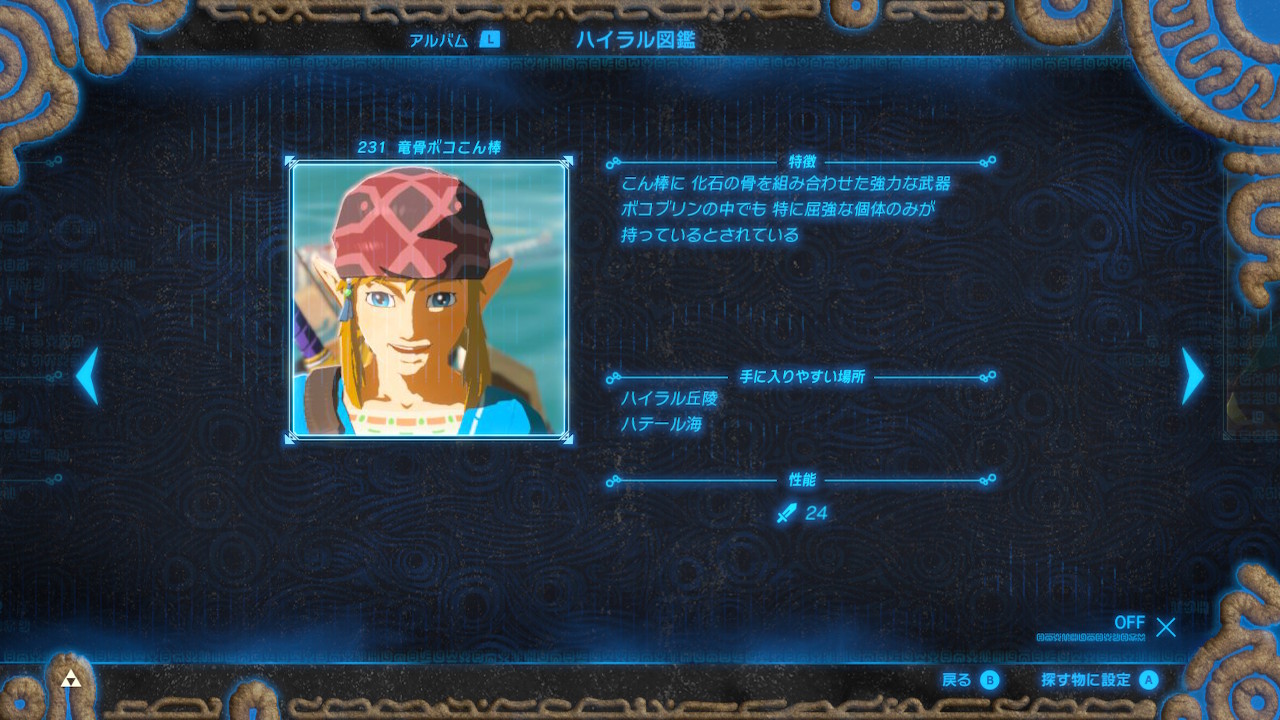 アルバム L
ハイラル図鑑
231 竜骨ボコこん棒
特徴
こん棒に 化石の骨を組み合わせた強力な武器
ボコブリンの中でも 特に屈強な個体のみが
持っているとされている
手に入りやすい場所
ハイラル丘陵
ハテール海
性能
24
OFF
戻る B
探す物に設定 A